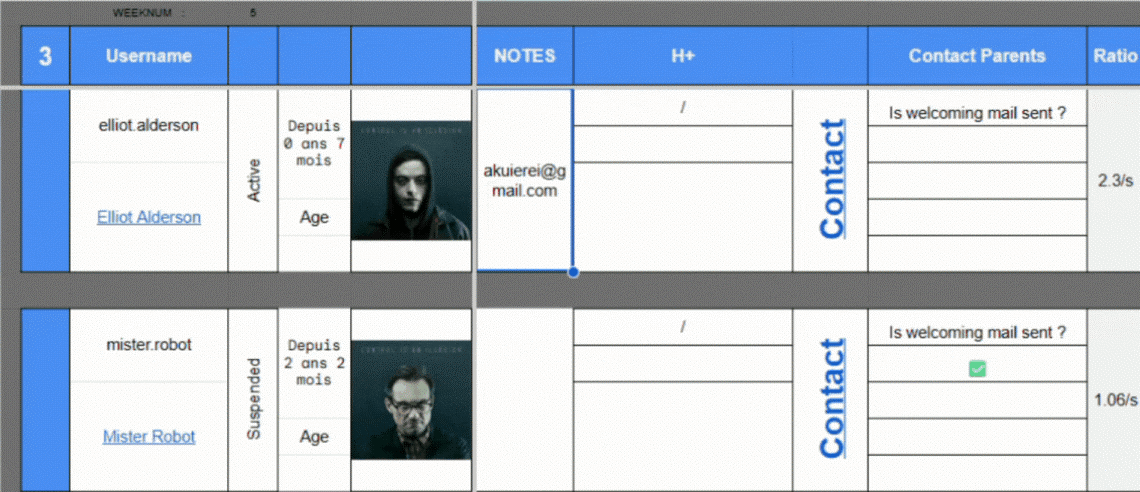 WEEKNUM : 5
3 Username NOTES H+ Contact Parents Ratio
elliot.alderson
Elliot Alderson
Active
Depuis
0 ans 7
mois
Age
akuierei@g
mail.com
/
Contact
Is welcoming mail sent ?
2.3/s
mister.robot
Mister Robot
Suspended
Depuis
2 ans 2
mois
Age
/
Contact
Is welcoming mail sent ?
1.06/s